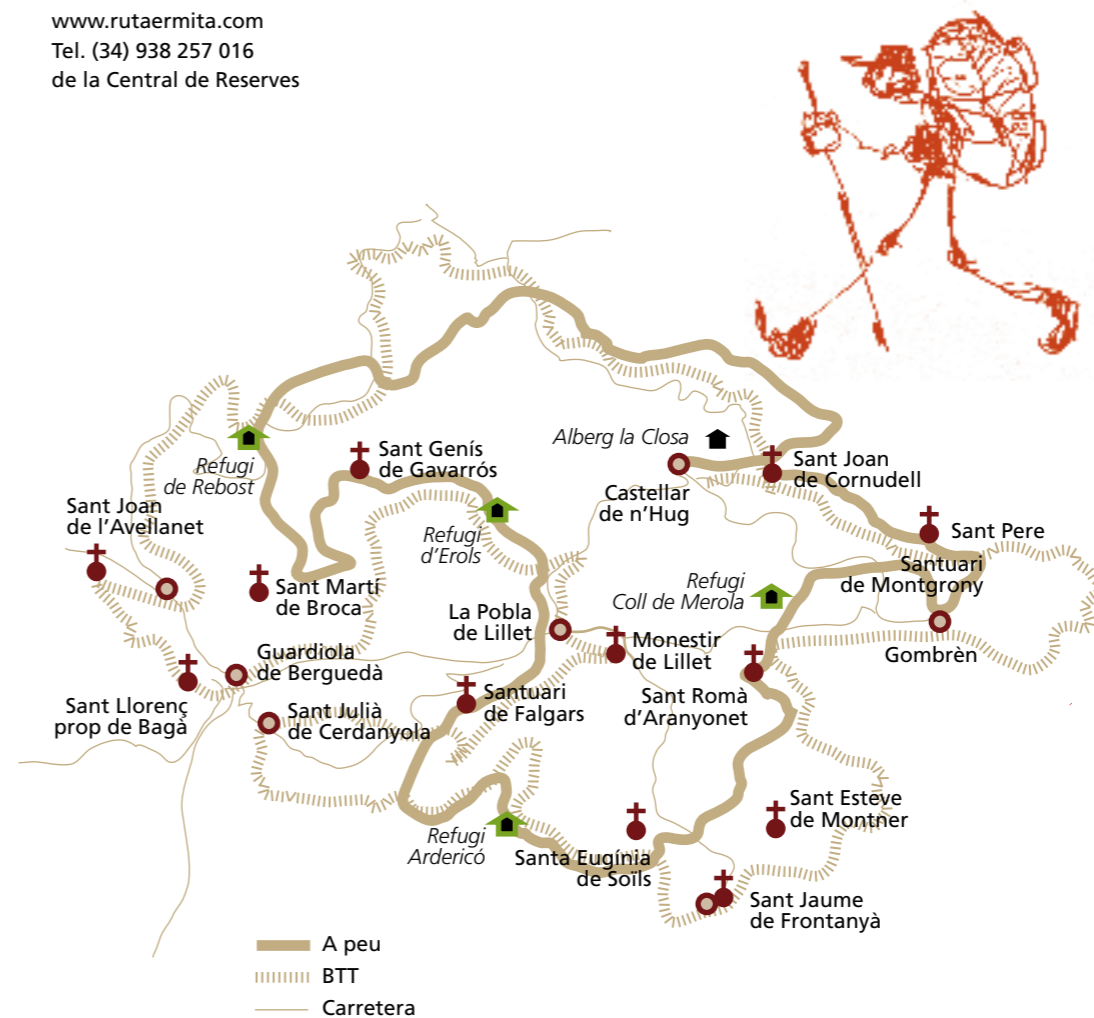 www.rutaermita.com
Tel. (34) 938 257 016
de la Central de Reserves
Alberg la Closa
Sant Genís
de Gavarrós
Refugi
de Rebost
Sant Joan
de Cornudell
Castellar
de n'Hug
Sant Joan
de l'Avellanet
Refugi
d'Erols
Sant Pere
Santuari
de Montgrony
Sant Martí
de Broca
Refugi
Coll de Merola
La Pobla
de Lillet
Monestir
de Lillet
Gombrèn
Guardiola
de Berguedà
Sant Romà
d'Aranyonet
Santuari
de Falgars
Sant Llorenç
prop de Bagà
Sant Julià
de Cerdanyola
Sant Esteve
de Montner
Refugi
Ardericó
Santa Eugínia
de Soïls
Sant Jaume
de Frontanyà
A peu
BTT
Carretera